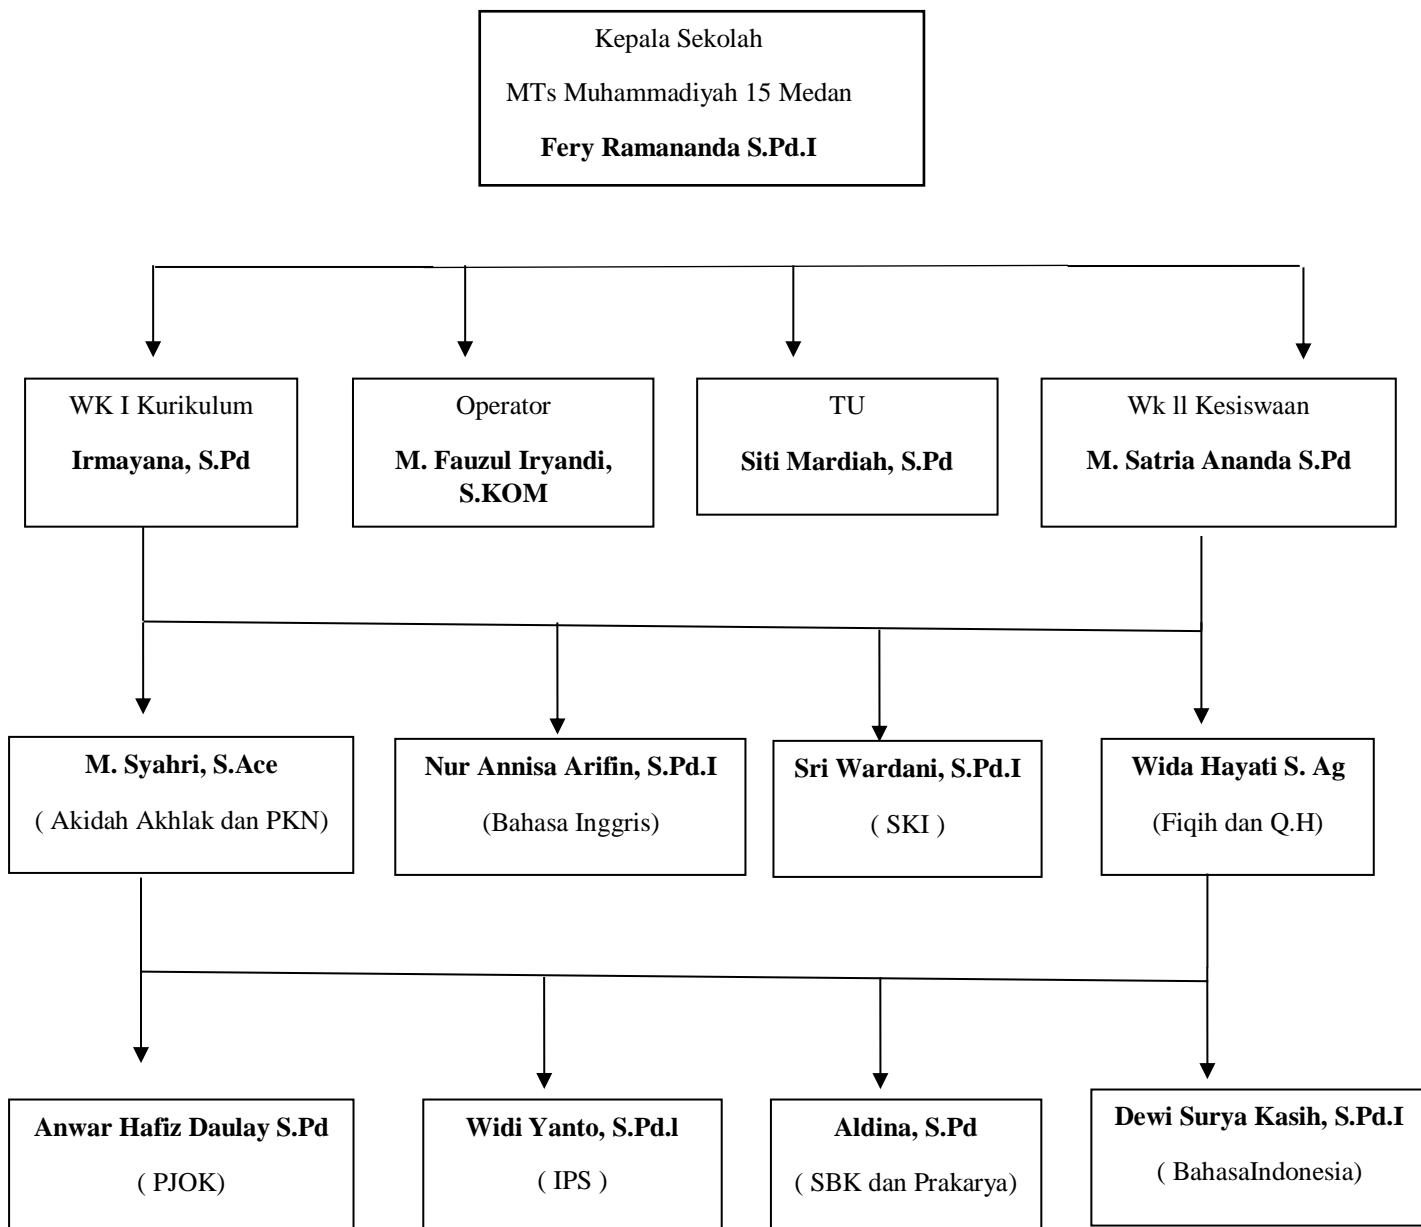 Kepala Sekolah
MTs Muhammadiyah 15 Medan
Fery Ramananda S.Pd.I
WK I Kurikulum
Irmayana, S.Pd
Operator
M. Fauzul Iryandi,
S.KOM
TU
Siti Mardiah, S.Pd
Wk ll Kesiswaan
M. Satria Ananda S.Pd
M. Syahri, S.Ace
( Akidah Akhlak dan PKN)
Nur Annisa Arifin, S.Pd.I
(Bahasa Inggris)
Sri Wardani, S.Pd.I
( SKI )
Wida Hayati S. Ag
(Fiqih dan Q.H)
Anwar Hafiz Daulay S.Pd
( PJOK)
Widi Yanto, S.Pd.l
( IPS )
Aldina, S.Pd
( SBK dan Prakarya)
Dewi Surya Kasih, S.Pd.I
( BahasaIndonesia)